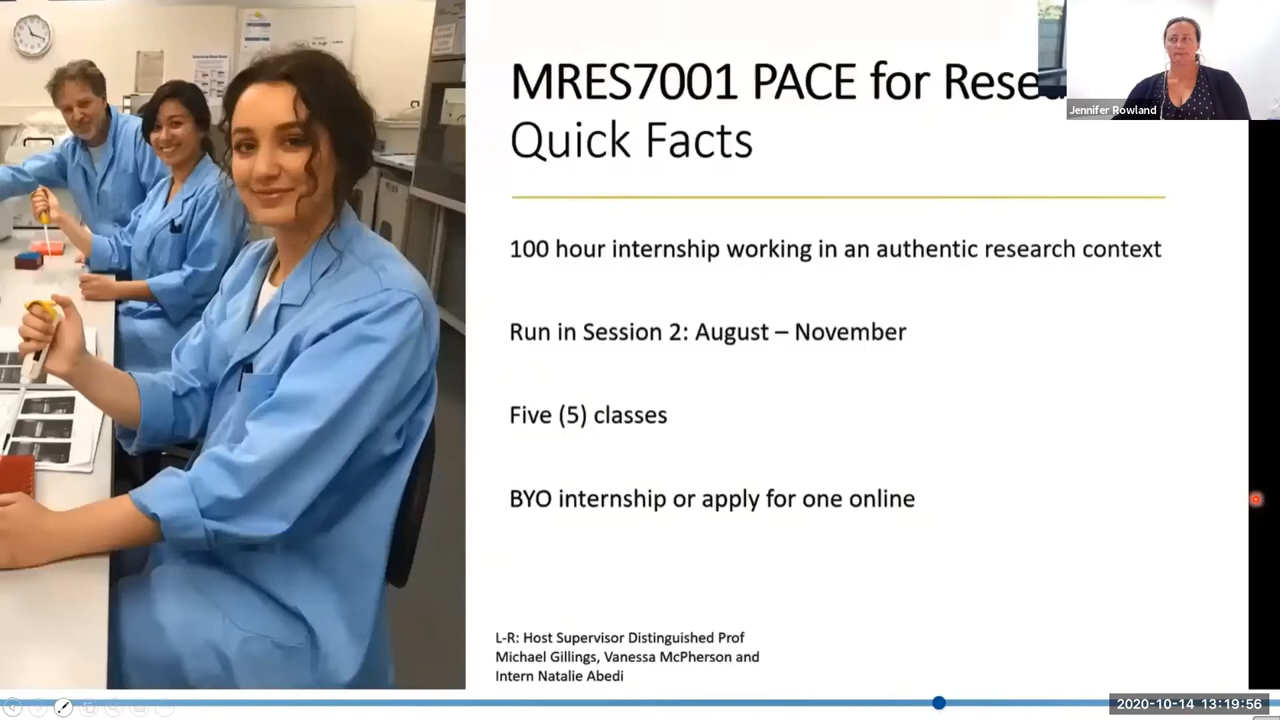 MRES7001 PACE for Rese
Jennifer Rowland
Quick Facts
100 hour internship working in an authentic research context
Run in Session 2: August – November
Five (5) classes
BYO internship or apply for one online
L-R: Host Supervisor Distinguished Prof
Michael Gillings, Vanessa McPherson and
Intern Natalie Abedi
2020-10-14 13:19:56